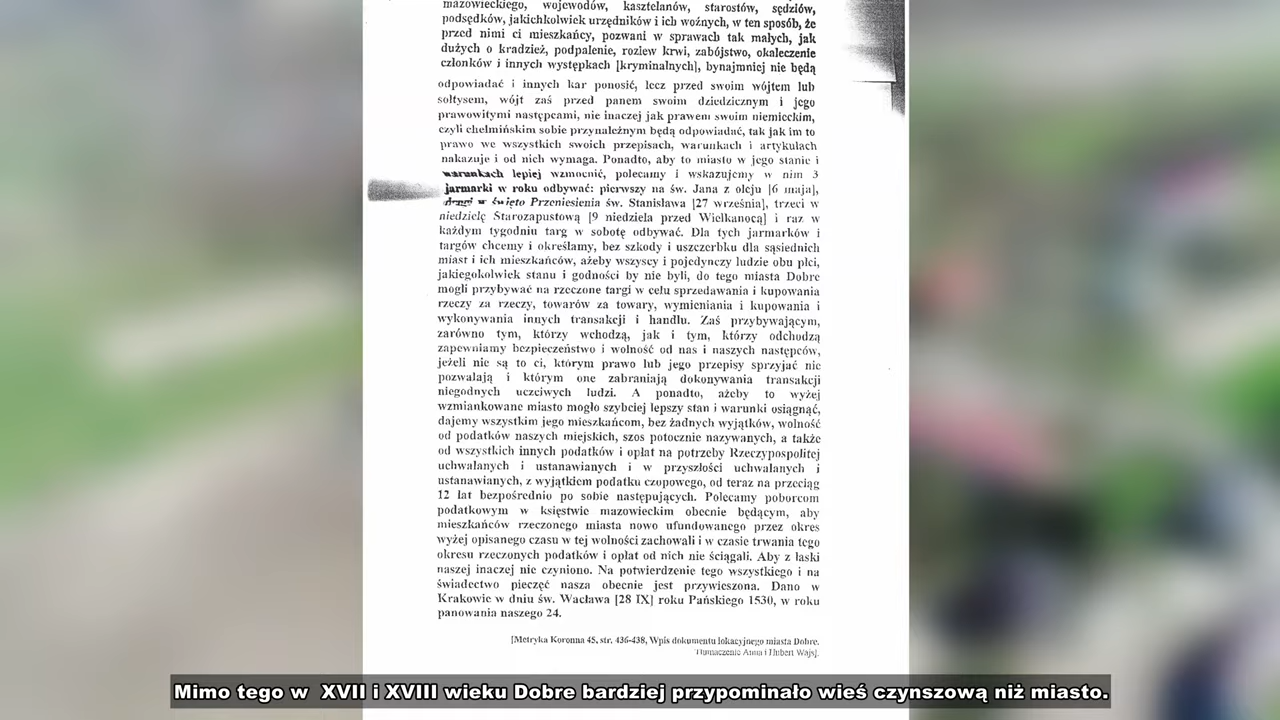 mazowieckiego, wojewodów, kasztelanów, starostów, sędziów,
podsędków, jakichkolwiek urzędników i ich woźnych, w ten sposób, że
przed nimi ci mieszkańcy, pozwani w sprawach tak małych, jak
dużych o kradzież, podpalenie, rozlew krwi, zabójstwo, okaleczenie
członków i innych występkach [kryminalnych], bynajmniej nie będą
odpowiadać i innych kar ponosić, lecz przed swoim wójtem lub
sołtysem, wójt zaś przed panem swoim dziedzicznym i jego
prawowitymi następcami, nie inaczej jak prawem swoim niemieckim,
czyli chełmińskim sobie przynależnym będą odpowiadać, tak jak im to
prawo we wszystkich swoich przepisach, warunkach i artykułach
nakazuje i od nich wymaga. Ponadto, aby to miasto w jego stanie i
warunkach lepiej wzmocnić, polecamy i wskazujemy w nim 3
jarmarki w roku odbywać: pierwszy na św. Jana z oleju [6 maja],
drugi w święto Przeniesienia św. Stanisława [27 września], trzeci w
niedzielę Starozapustową [9 niedziela przed Wielkanocą] i raz w
każdym tygodniu targ w sobotę odbywać. Dla tych jarmarków i
targów chcemy i określamy, bez szkody i uszczerbku dla sąsiednich
miast i ich mieszkańców, ażeby wszyscy i pojedynczy ludzie obu płci,
jakiegokolwiek stanu i godności by nie byli, do tego miasta Dobre
mogli przybywać na rzeczone targi w celu sprzedawania i kupowania
rzeczy za rzeczy, towarów za towary, wymieniania i kupowania i
wykonywania innych transakcji i handlu. Zaś przybywającym,
zarówno tym, którzy wchodzą, jak i tym, którzy odchodzą
zapewniamy bezpieczeństwo i wolność od nas i naszych następców,
jeżeli nie są to ci, którym prawo lub jego przepisy sprzyjać nie
pozwalają i którym one zabraniają dokonywania transakcji
niegodnych uczciwych ludzi. A ponadto, ażeby to wyżej
wzmiankowane miasto mogło szybciej lepszy stan i warunki osiągnąć,
dajemy wszystkim jego mieszkańcom, bez żadnych wyjątków, wolność
od podatków naszych miejskich, szos potocznie nazywanych, a także
od wszystkich innych podatków i opłat na potrzeby Rzeczypospolitej
uchwalanych i ustanawianych i w przyszłości uchwalanych i
ustanawianych, z wyjątkiem podatku czopowego, od teraz na przeciąg
12 lat bezpośrednio po sobie następujących. Polecamy poborcom
podatkowym w księstwie mazowieckim obecnie będącym, aby
mieszkańców rzeczonego miasta nowo ufundowanego przez okres
wyżej opisanego czasu w tej wolności zachowali i w czasie trwania tego
okresu rzeczonych podatków i opłat od nich nie ściągali. Aby z łaski
naszej inaczej nie czyniono. Na potwierdzenie tego wszystkiego i na
świadectwo pieczęć nasza obecnie jest przywieszona. Dano w
Krakowie w dniu św. Wacława [28 IX] roku Pańskiego 1530, w roku
panowania naszego 24.
[Metryka Koronna 45, str. 436-438, Wpis dokumentu lokacyjnego miasta Dobre.
Tłumaczenie Anna i Hubert Wajs].
Mimo tego w XVII i XVIII wieku Dobre bardziej przypominało wieś czynszową niż miasto.